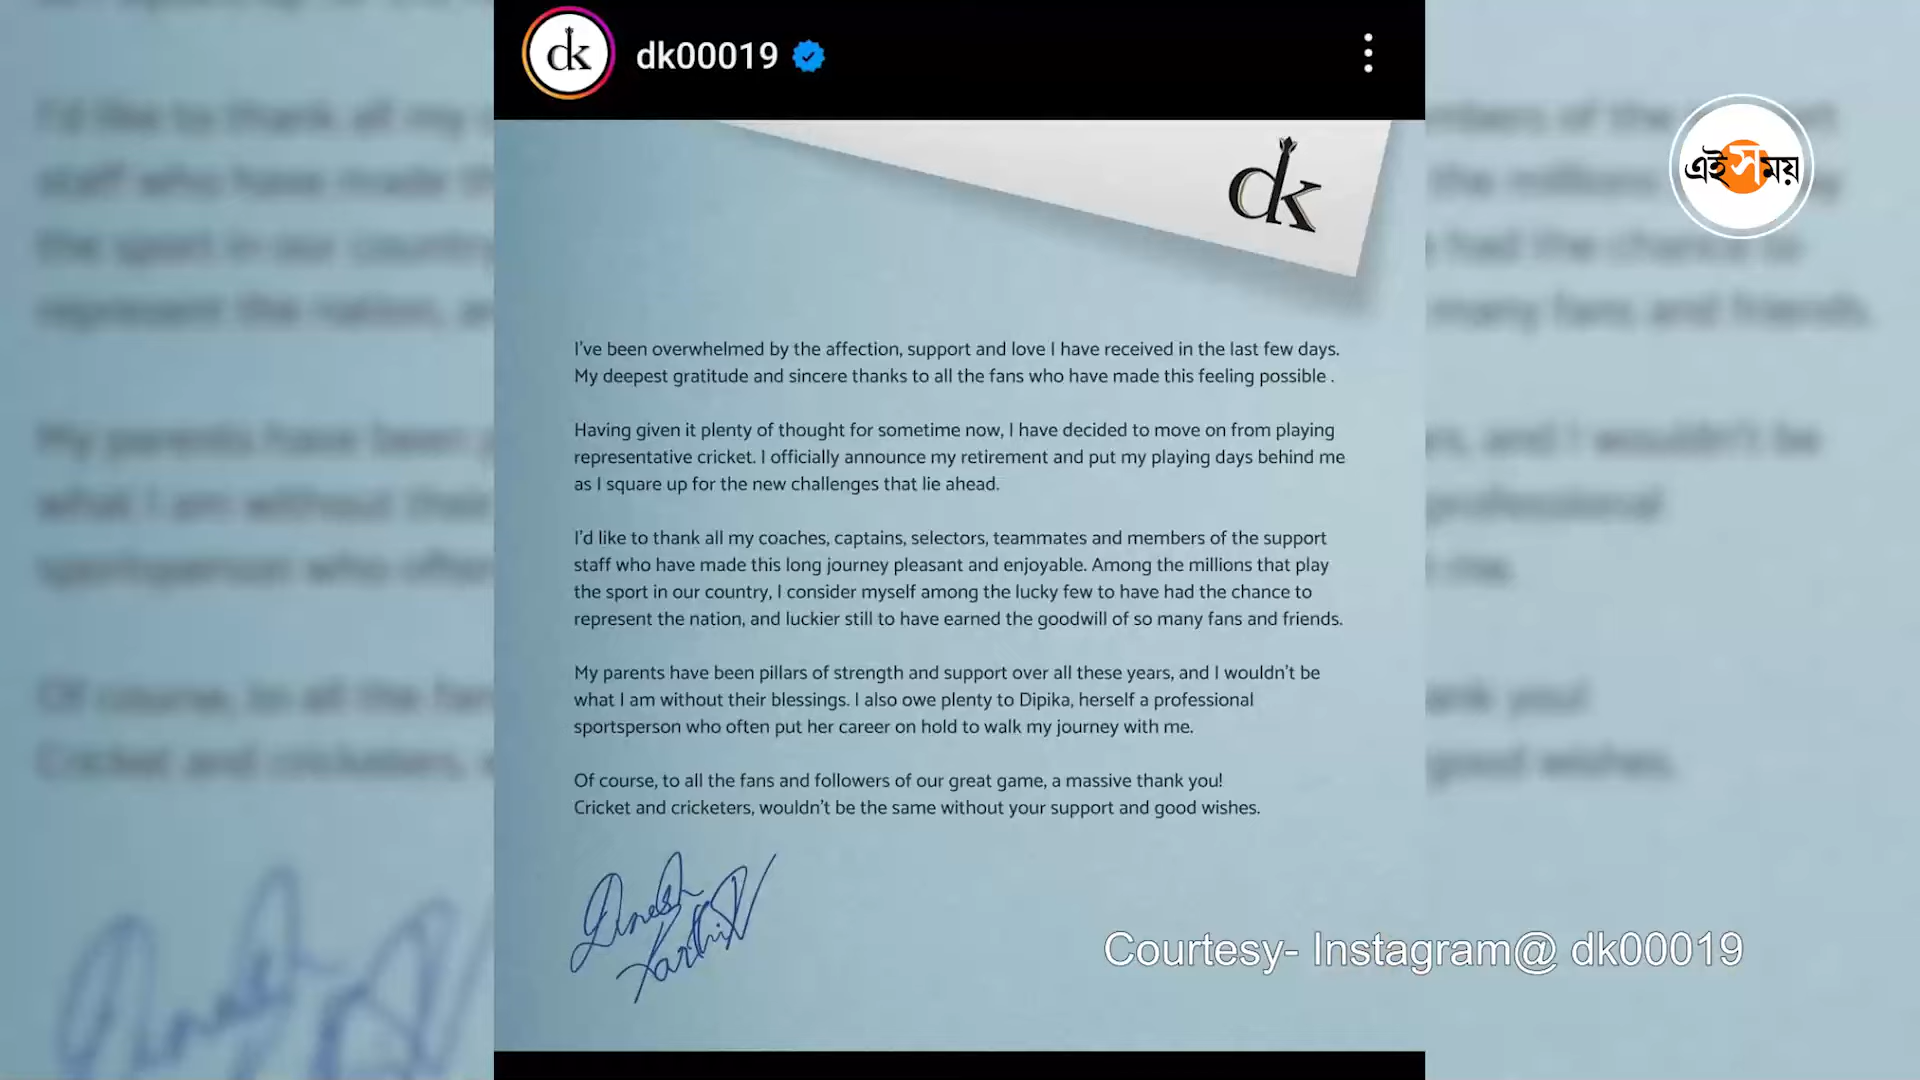 dk
dk00019
dk
এই সময়
I've been overwhelmed by the affection, support and love I have received in the last few days.
My deepest gratitude and sincere thanks to all the fans who have made this feeling possible .
Having given it plenty of thought for sometime now, I have decided to move on from playing
representative cricket. I officially announce my retirement and put my playing days behind me
as I square up for the new challenges that lie ahead.
I'd like to thank all my coaches, captains, selectors, teammates and members of the support
staff who have made this long journey pleasant and enjoyable. Among the millions that play
the sport in our country, I consider myself among the lucky few to have had the chance to
represent the nation, and luckier still to have earned the goodwill of so many fans and friends.
My parents have been pillars of strength and support over all these years, and I wouldn't be
what I am without their blessings. I also owe plenty to Dipika, herself a professional
sportsperson who often put her career on hold to walk my journey with me.
Of course, to all the fans and followers of our great game, a massive thank you!
Cricket and cricketers, wouldn't be the same without your support and good wishes.
Dinesh
Karthik
Courtesy- Instagram@ dk00019